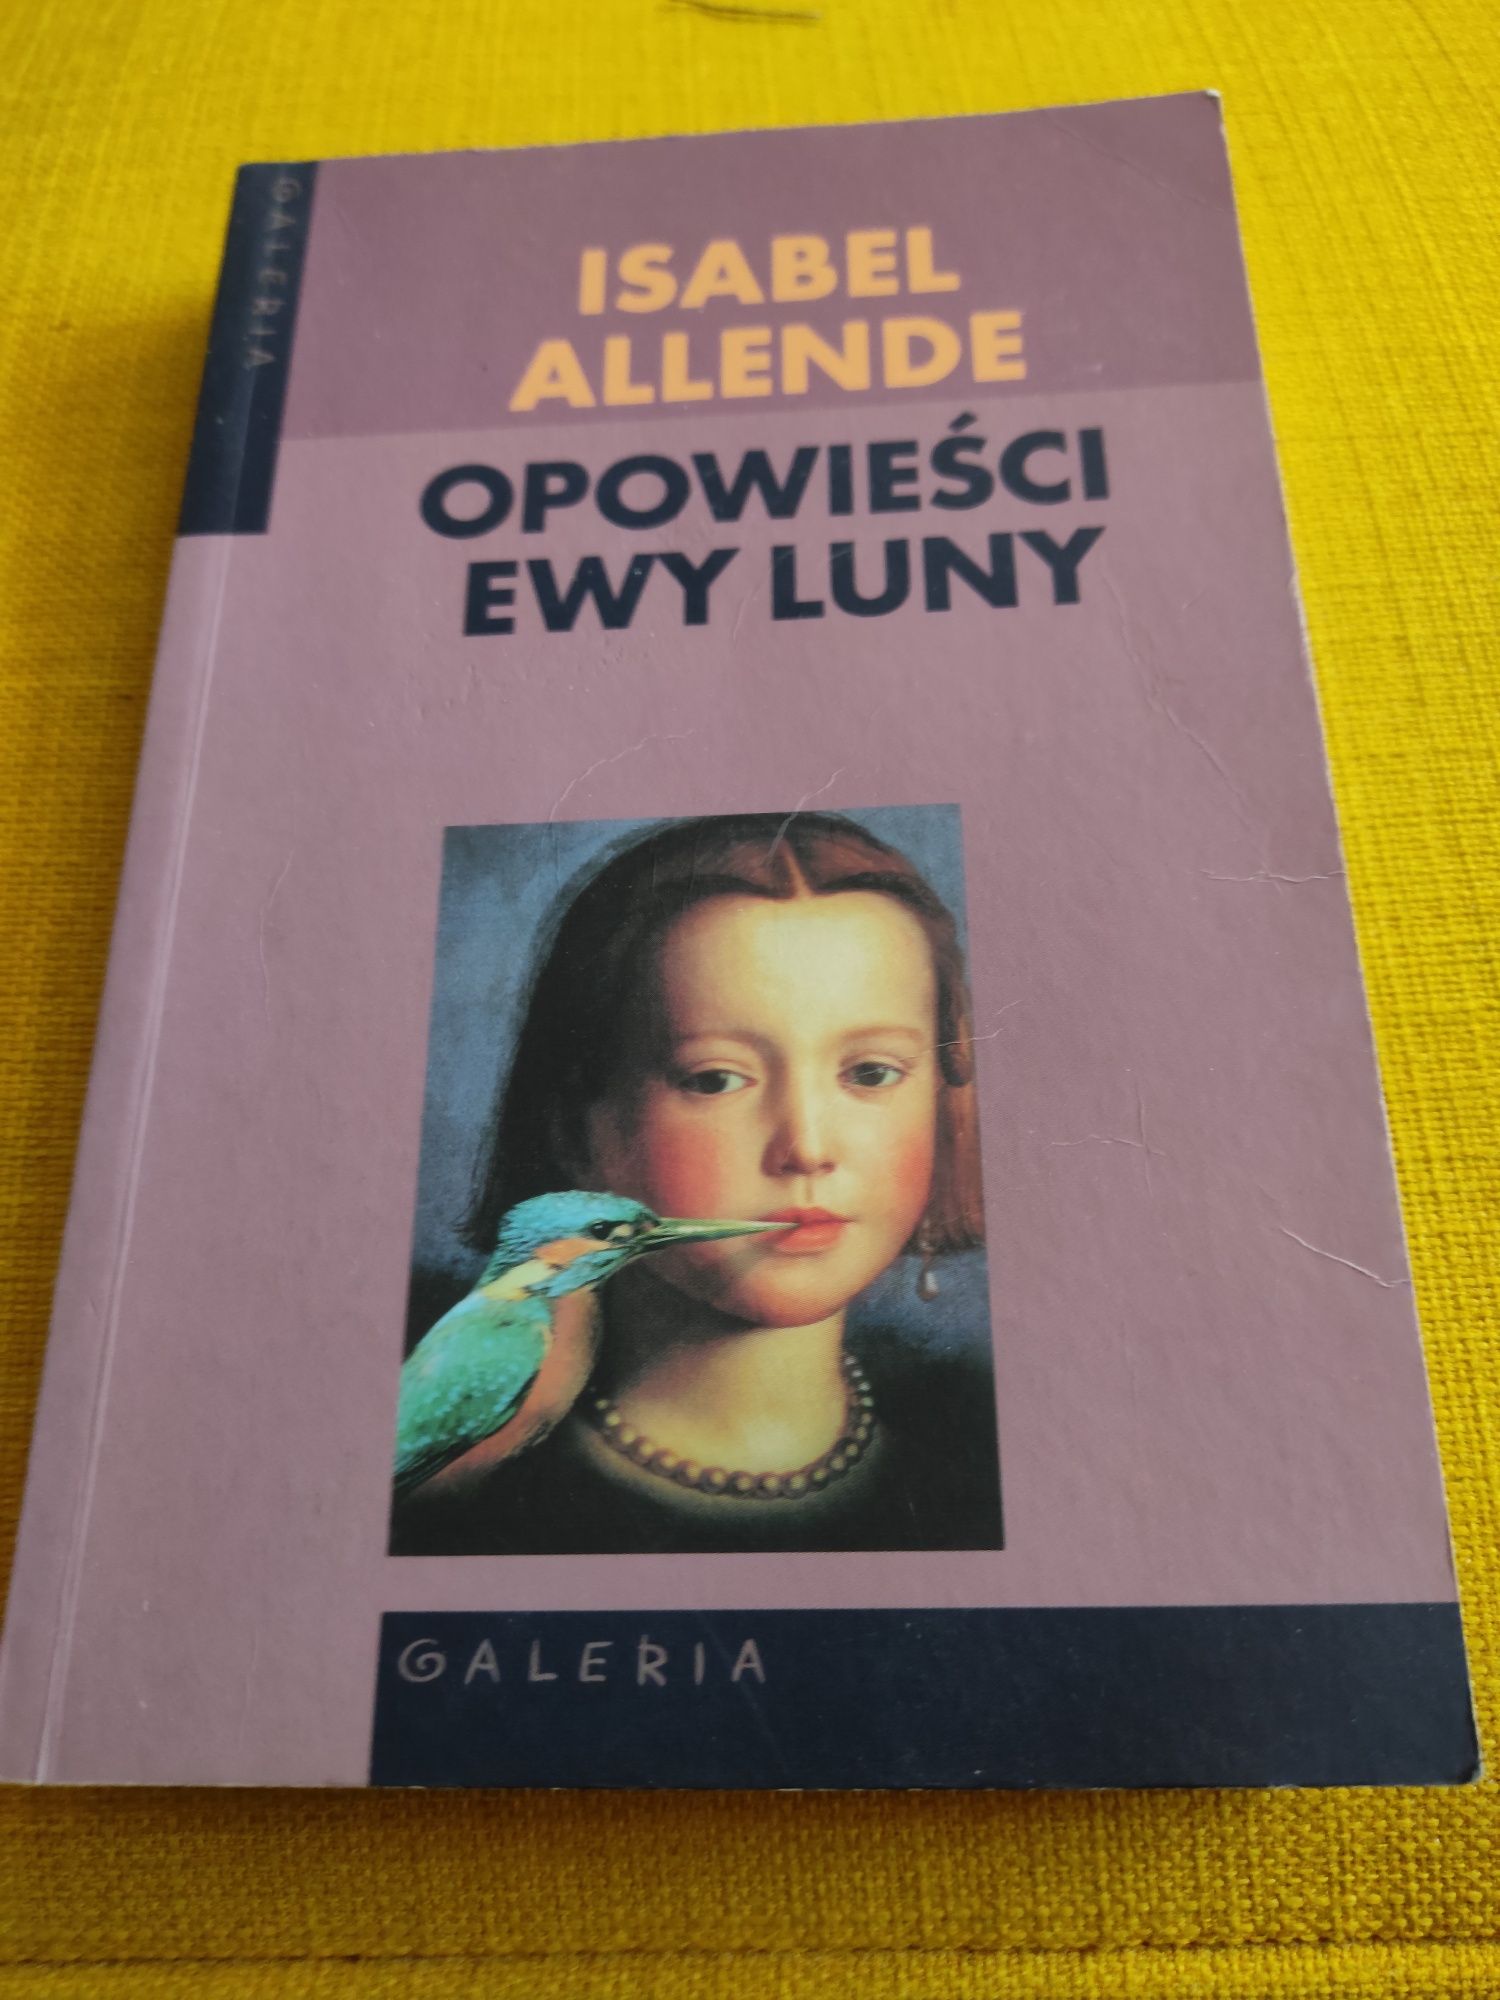 GALERIA
ISABEL
ALLENDE
OPOWIEŚCI
EWY LUNY
GALERIA